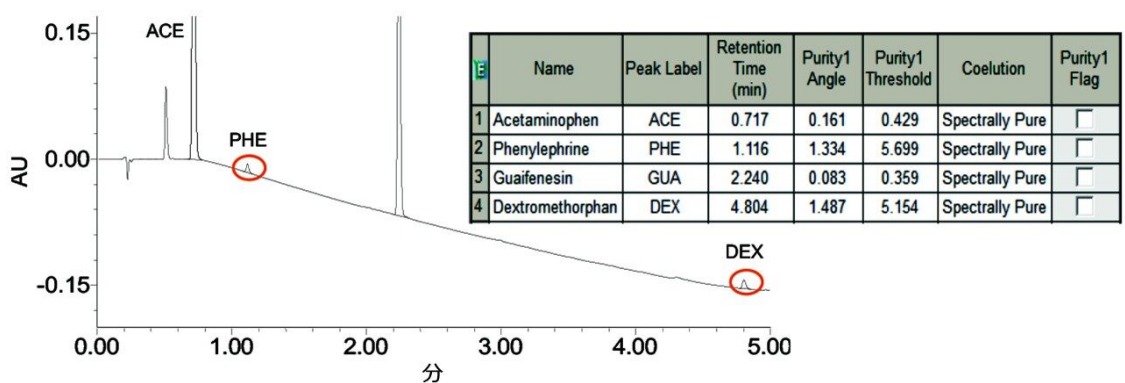 0.15
0.00
-0.15
AU
ACE
PHE
DEX
0.00 1.00 2.00 3.00 4.00 5.00
分
Name Peak Label Retention Time (min) Purity1 Angle Purity1 Threshold Coelution Purity1 Flag
1 Acetaminophen ACE 0.717 0.161 0.429 Spectrally Pure
2 Phenylephrine PHE 1.116 1.334 5.699 Spectrally Pure
3 Guaifenesin GUA 2.240 0.083 0.359 Spectrally Pure
4 Dextromethorphan DEX 4.804 1.487 5.154 Spectrally Pure